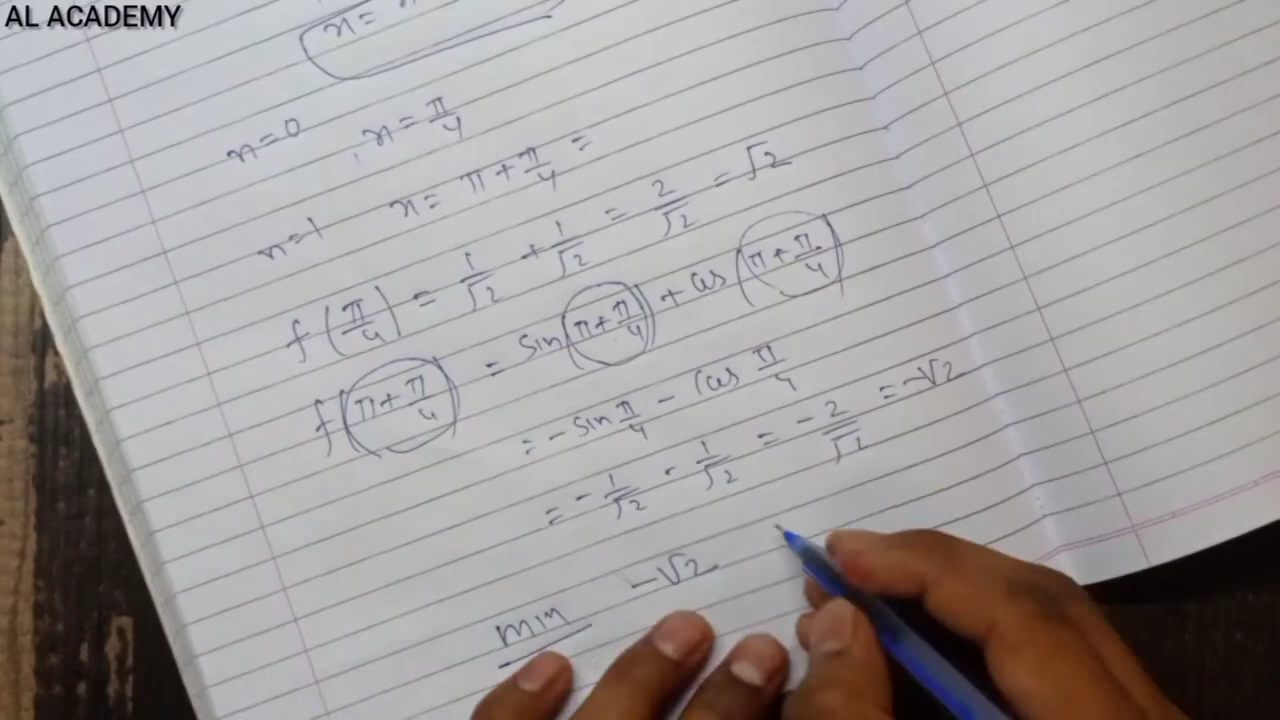 AL ACADEMY
x =
n=0 , x = π/4
n=1 x = π + π/4 =
f(π/4) = 1/√2 + 1/√2 = 2/√2 = √2
f(π+π/4) = sin(π+π/4) + cos(π+π/4)
= - sin π/4 - cos π/4
= - 1/√2 - 1/√2 = - 2/√2 = -√2
min -√2